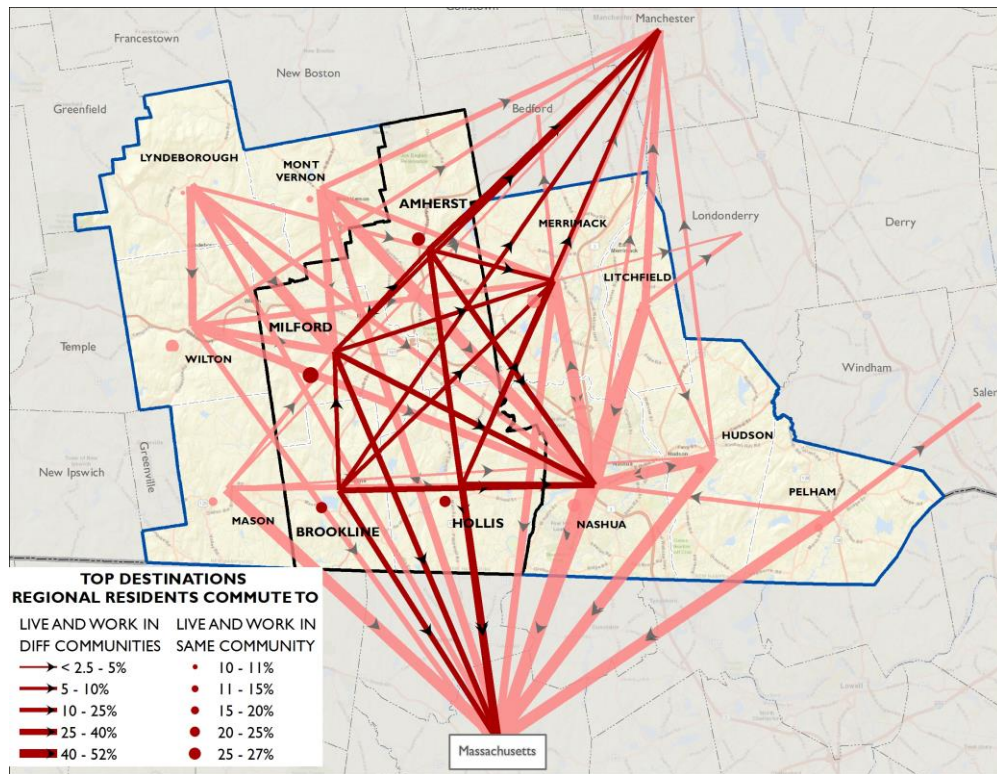 Goffstown
Manchester
Francestown
New Boston
Greenfield
Bedford
LYNDEBOROUGH
MONT
VERNON
AMHERST
MERRIMACK
Londonderry
Derry
LITCHFIELD
MILFORD
Temple
WILTON
Windham
Salem
HUDSON
Greenville
New Ipswich
PELHAM
MASON
BROOKLINE
HOLLIS
NASHUA
TOP DESTINATIONS
REGIONAL RESIDENTS COMMUTE TO
LIVE AND WORK IN
DIFF COMMUNITIES
< 2.5 - 5%
5 - 10%
10 - 25%
25 - 40%
40 - 52%
LIVE AND WORK IN
SAME COMMUNITY
10 - 11%
11 - 15%
15 - 20%
20 - 25%
25 - 27%
Lowell
Massachusetts